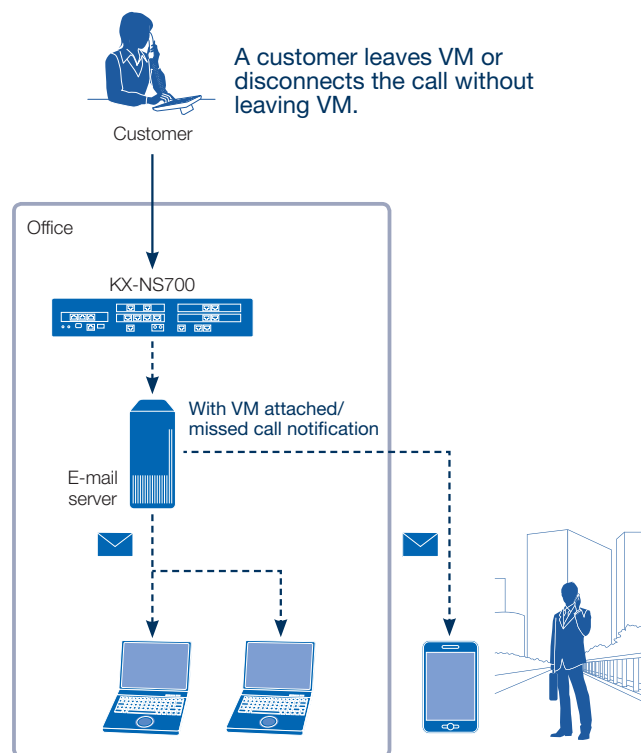 A customer leaves VM or
disconnects the call without
leaving VM.
Customer
Office
KX-NS700
With VM attached/
missed call notification
E-mail
server